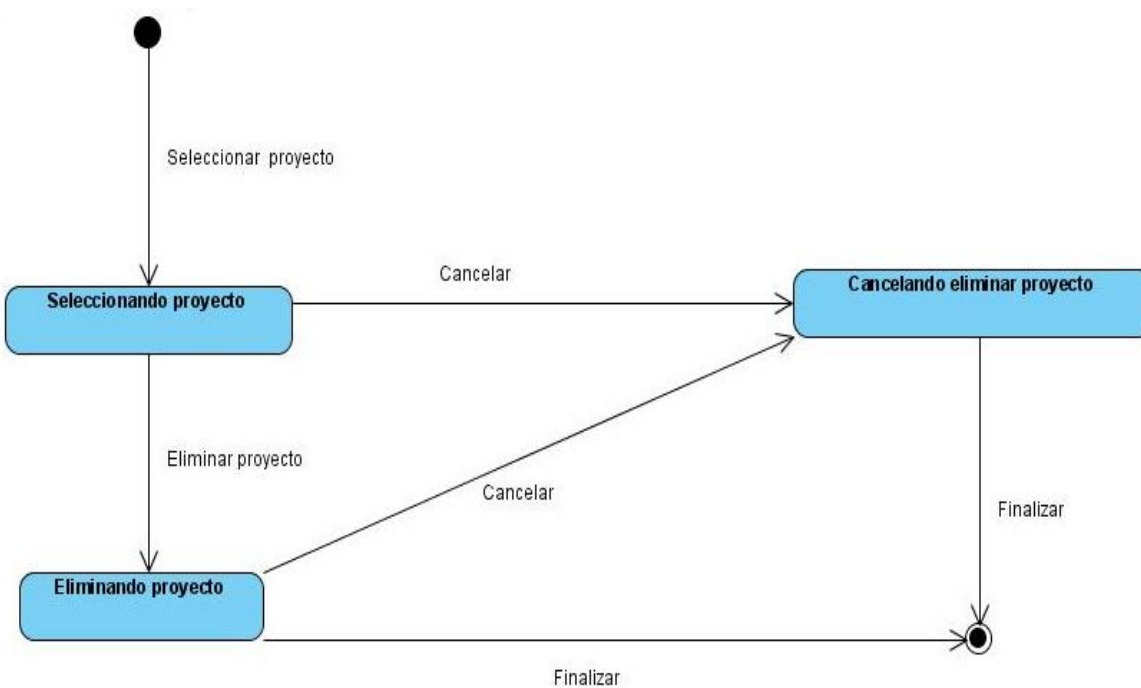 Seleccionar proyecto
Cancelar
Cancelando eliminar proyecto
Seleccionando proyecto
Eliminar proyecto
Cancelar
Finalizar
Eliminando proyecto
Finalizar